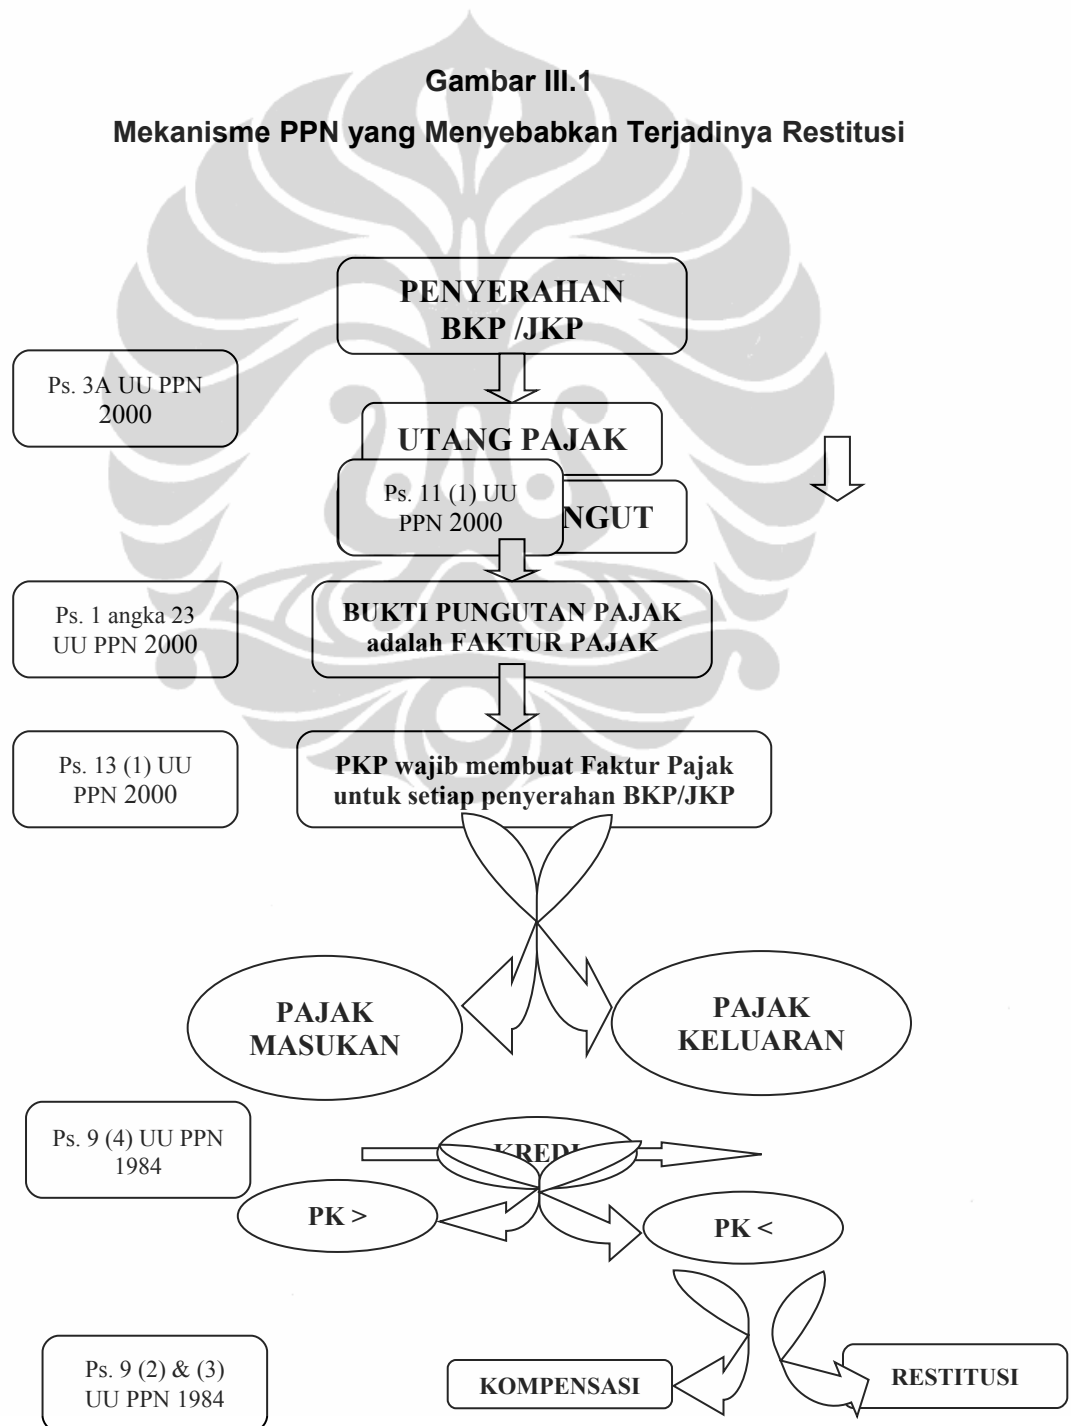 Gambar III.1
Mekanisme PPN yang Menyebabkan Terjadinya Restitusi
PENYERAHAN
BKP /JKP
Ps. 3A UU PPN
2000
UTANG PAJAK
Ps. 11 (1) UU
PPN 2000
NGUT
Ps. 1 angka 23
UU PPN 2000
BUKTI PUNGUTAN PAJAK
adalah FAKTUR PAJAK
Ps. 13 (1) UU
PPN 2000
PKP wajib membuat Faktur Pajak
untuk setiap penyerahan BKP/JKP
PAJAK
MASUKAN
PAJAK
KELUARAN
Ps. 9 (4) UU PPN
1984
KREDI
PK >
PK <
Ps. 9 (2) & (3)
UU PPN 1984
KOMPENSASI
RESTITUSI